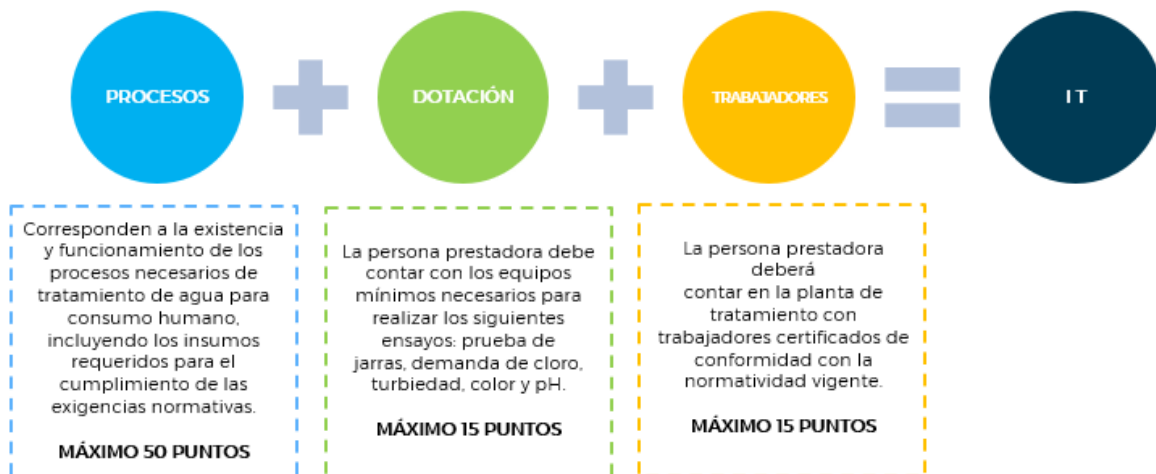 PROCESOS
DOTACIÓN
TRABAJADORES
IT
Corresponden a la existencia
y funcionamiento de los
procesos necesarios de
tratamiento de agua para
consumo humano,
incluyendo los insumos
requeridos para el
cumplimiento de las
exigencias normativas.
MÁXIMO 50 PUNTOS
La persona prestadora debe
contar con los equipos
mínimos necesarios para
realizar los siguientes
ensayos: prueba de
jarras, demanda de cloro,
turbiedad, color y pH.
MÁXIMO 15 PUNTOS
La persona prestadora
deberá
contar en la planta de
tratamiento con
trabajadores certificados de
conformidad con la
normatividad vigente.
MÁXIMO 15 PUNTOS